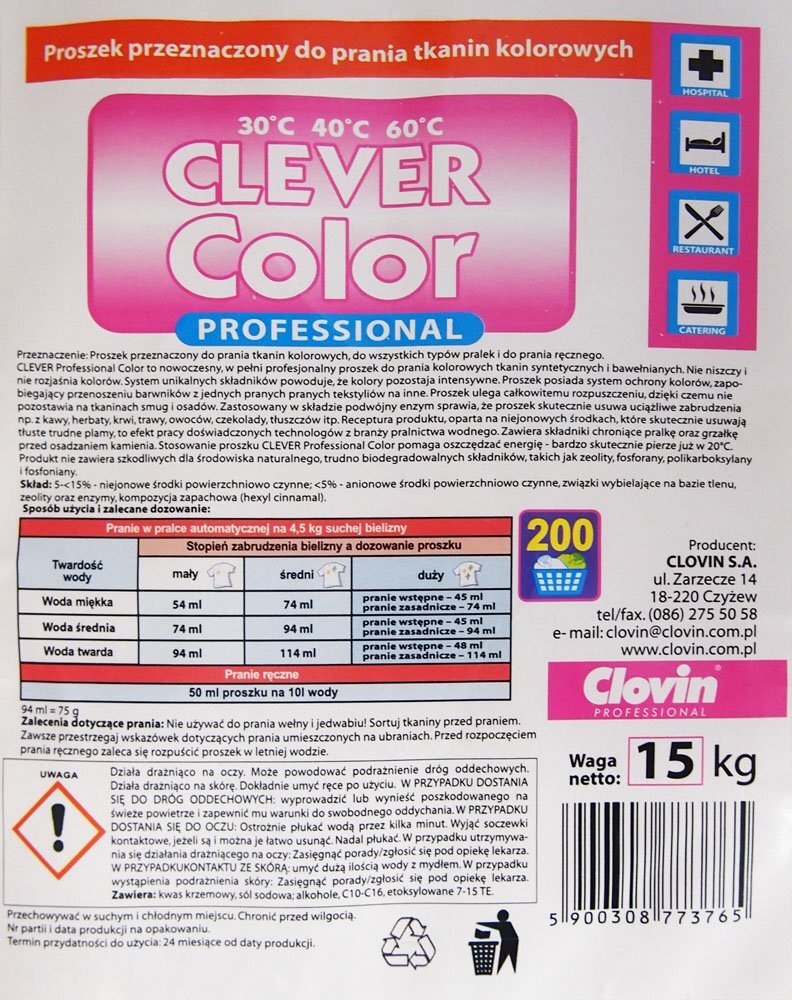 Proszek przeznaczony do prania tkanin kolorowych
HOSPITAL
HOTEL
RESTAURANT
CATERING
30°C 40°C 60°C
CLEVER
Color
PROFESSIONAL
Przeznaczenie: Proszek przeznaczony do prania tkanin kolorowych, do wszystkich typów pralek i do prania ręcznego.
CLEVER Professional Color to nowoczesny, w pełni profesjonalny proszek do prania kolorowych tkanin syntetycznych i bawełnianych. Nie niszczy i
nie rozjaśnia kolorów. System unikalnych składników powoduje, że kolory pozostaja intensywne. Proszek posiada system ochrony kolorów, zapo-
biegający przenoszeniu barwników z jednych pranych pranych tekstyliów na inne. Proszek ulega całkowitemu rozpuszczeniu, dzięki czemu nie
pozostawia na tkaninach smug i osadów. Zastosowany w składzie podwójny enzym sprawia, że proszek skutecznie usuwa uciążliwe zabrudzenia
np. z kawy, herbaty, krwi, trawy, owoców, czekolady, tłuszczów itp. Receptura produktu, oparta na niejonowych środkach, które skutecznie usuwają
tłuste trudne plamy, to efekt pracy doświadczonych technologów z branży pralnictwa wodnego. Zawiera składniki chroniące pralkę oraz grzałkę
przed osadzaniem kamienia. Stosowanie proszku CLEVER Professional Color pomaga oszczędzać energię - bardzo skutecznie pierze już w 20°C.
Produkt nie zawiera szkodliwych dla środowiska naturalnego, trudno biodegradowalnych składników, takich jak zeolity, fosforany, polikarboksylany
i fosfoniany.
Skład: 5-<15% - niejonowe środki powierzchniowo czynne; <5% - anionowe środki powierzchniowo czynne, związki wybielające na bazie tlenu,
zeolity oraz enzymy, kompozycja zapachowa (hexyl cinnamal).
Sposób użycia i zalecane dozowanie:
Pranie w pralce automatycznej na 4,5 kg suchej bielizny
Twardość wody
Stopień zabrudzenia bielizny a dozowanie proszku
mały średni duży
Woda miękka 54 ml 74 ml pranie wstępne – 45 ml
pranie zasadnicze – 74 ml
Woda średnia 74 ml 94 ml pranie wstępne – 45 ml
pranie zasadnicze – 94 ml
Woda twarda 94 ml 114 ml pranie wstępne – 48 ml
pranie zasadnicze – 114 ml
Pranie ręczne
50 ml proszku na 10l wody
94 ml = 75 g
200
Producent:
CLOVIN S.A.
ul. Zarzecze 14
18-220 Czyżew
tel/fax. (086) 275 50 58
e- mail: clovin@clovin.com.pl
www.clovin.com.pl
Clovin®
PROFESSIONAL
Zalecenia dotyczące prania: Nie używać do prania wełny i jedwabiu! Sortuj tkaniny przed praniem.
Zawsze przestrzegaj wskazówek dotyczących prania umieszczonych na ubraniach. Przed rozpoczęciem
prania ręcznego zaleca się rozpuścić proszek w letniej wodzie.
Waga
netto: 15 kg
UWAGA
Działa drażniąco na oczy. Może powodować podrażnienie dróg oddechowych.
Działa drażniąco na skórę. Dokładnie umyć ręce po użyciu. W PRZYPADKU DOSTANIA
SIĘ DO DRÓG ODDECHOWYCH: wyprowadzić lub wynieść poszkodowanego na
świeże powietrze i zapewnić mu warunki do swobodnego oddychania. W PRZYPADKU
DOSTANIA SIĘ DO OCZU: Ostrożnie płukać wodą przez kilka minut. Wyjąć soczewki
kontaktowe, jeżeli są i można je łatwo usunąć. Nadal płukać. W przypadku utrzymywa-
nia się działania drażniącego na oczy: Zasięgnąć porady/zgłosić się pod opiekę lekarza.
W PRZYPADKUKONTAKTU ZE SKÓRĄ: umyć dużą ilością wody z mydłem. W przypadku
wystąpienia podrażnienia skóry: Zasięgnąć porady/zgłosić się pod opiekę lekarza.
Zawiera: kwas krzemowy, sól sodowa; alkohole, C10-C16, etoksylowane 7-15 TE.
5 900308 773765
Przechowywać w suchym i chłodnym miejscu. Chronić przed wilgocią.
Nr partii i data produkcji na opakowaniu.
Termin przydatności do użycia: 24 miesiące od daty produkcji.